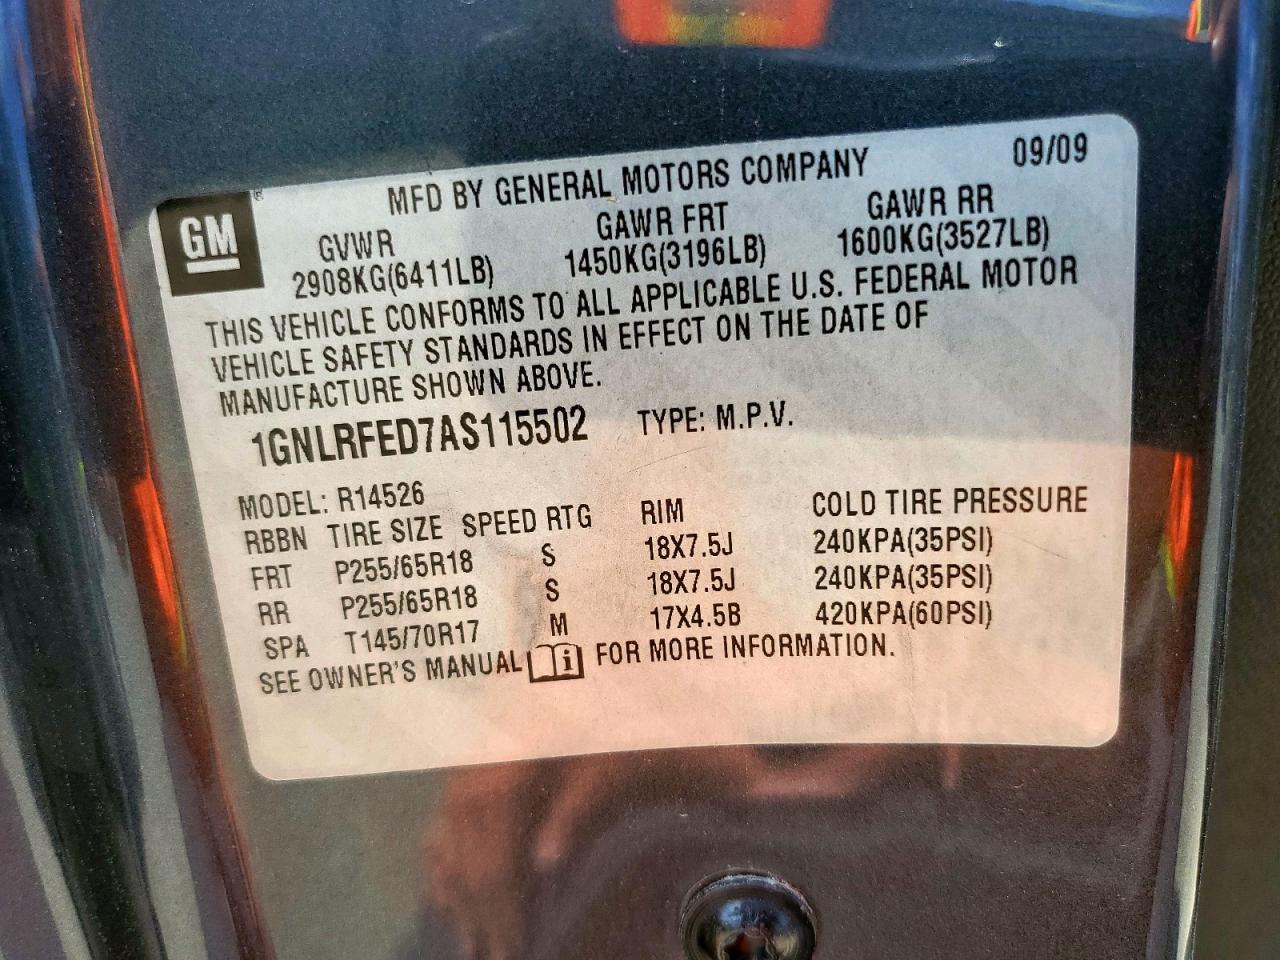 GM ®
MFD BY GENERAL MOTORS COMPANY 09/09
GVWR GAWR FRT GAWR RR
2908KG(6411LB) 1450KG(3196LB) 1600KG(3527LB)
THIS VEHICLE CONFORMS TO ALL APPLICABLE U.S. FEDERAL MOTOR
VEHICLE SAFETY STANDARDS IN EFFECT ON THE DATE OF
MANUFACTURE SHOWN ABOVE.
1GNLRFED7AS115502 TYPE: M.P.V.
MODEL: R14526
RBBN TIRE SIZE SPEED RTG RIM COLD TIRE PRESSURE
FRT P255/65R18 S 18X7.5J 240KPA(35PSI)
RR P255/65R18 S 18X7.5J 240KPA(35PSI)
SPA T145/70R17 M 17X4.5B 420KPA(60PSI)
SEE OWNER'S MANUAL i FOR MORE INFORMATION.